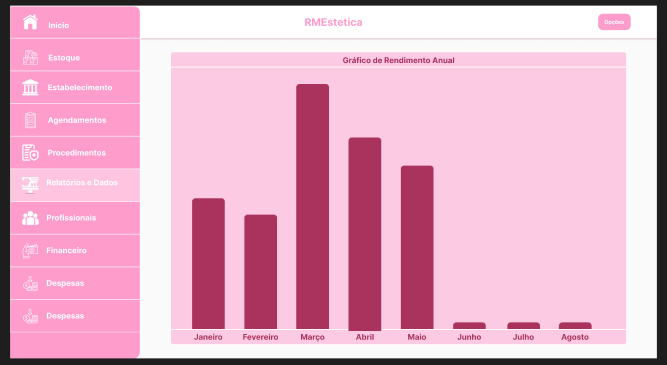 RMEstetica
Opções
Início
Estoque
Estabelecimento
Agendamentos
Procedimentos
Relatórios e Dados
Profissionais
Financeiro
Despesas
Despesas
Gráfico de Rendimento Anual
Janeiro Fevereiro Março Abril Maio Junho Julho Agosto